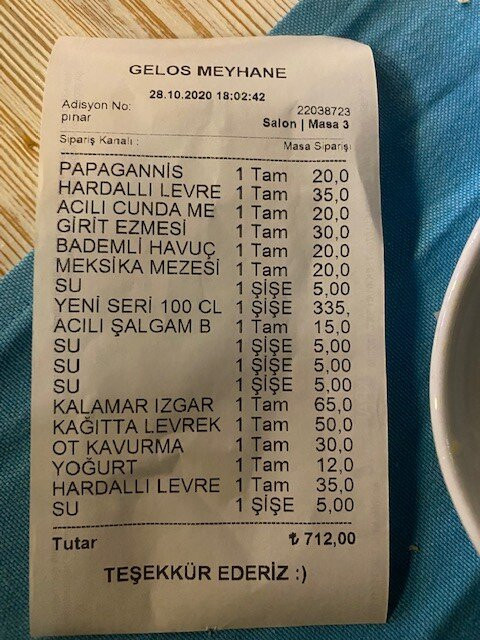 GELOS MEYHANE
28.10.2020 18:02:42
Adisyon No: 22038723
pınar Salon | Masa 3
Sipariş Kanalı : Masa Siparişi
PAPAGANNİS 1 Tam 20,0
HARDALLI LEVRE 1 Tam 35,0
ACILI CUNDA ME 1 Tam 20,0
GİRİT EZMESİ 1 Tam 30,0
BADEMLİ HAVUÇ 1 Tam 20,0
MEKSİKA MEZESİ 1 Tam 20,0
SU 1 ŞİŞE 5,00
YENİ SERİ 100 CL 1 ŞİŞE 335,
ACILI ŞALGAM B 1 Tam 15,0
SU 1 ŞİŞE 5,00
SU 1 ŞİŞE 5,00
SU 1 ŞİŞE 5,00
KALAMAR IZGAR 1 Tam 65,0
KAĞITTA LEVREK 1 Tam 50,0
OT KAVURMA 1 Tam 30,0
YOĞURT 1 Tam 12,0
HARDALLI LEVRE 1 Tam 35,0
SU 1 ŞİŞE 5,00
Tutar ₺ 712,00
TEŞEKKÜR EDERİZ :)